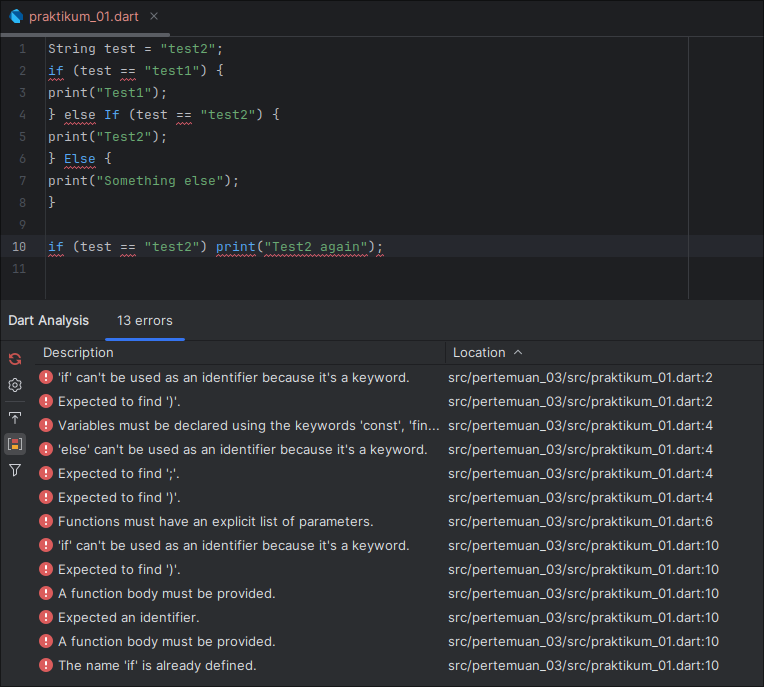 praktikum_01.dart
1 String test = "test2";
2 if (test == "test1") {
3 print("Test1");
4 } else If (test == "test2") {
5 print("Test2");
6 } Else {
7 print("Something else");
8 }
9
10 if (test == "test2") print("Test2 again");
11
Dart Analysis 13 errors
Description Location
'if' can't be used as an identifier because it's a keyword. src/pertemuan_03/src/praktikum_01.dart:2
Expected to find ')'. src/pertemuan_03/src/praktikum_01.dart:2
Variables must be declared using the keywords 'const', 'fin... src/pertemuan_03/src/praktikum_01.dart:4
'else' can't be used as an identifier because it's a keyword. src/pertemuan_03/src/praktikum_01.dart:4
Expected to find ';'. src/pertemuan_03/src/praktikum_01.dart:4
Expected to find ')'. src/pertemuan_03/src/praktikum_01.dart:4
Functions must have an explicit list of parameters. src/pertemuan_03/src/praktikum_01.dart:6
'if' can't be used as an identifier because it's a keyword. src/pertemuan_03/src/praktikum_01.dart:10
Expected to find ')'. src/pertemuan_03/src/praktikum_01.dart:10
A function body must be provided. src/pertemuan_03/src/praktikum_01.dart:10
Expected an identifier. src/pertemuan_03/src/praktikum_01.dart:10
A function body must be provided. src/pertemuan_03/src/praktikum_01.dart:10
The name 'if' is already defined. src/pertemuan_03/src/praktikum_01.dart:10